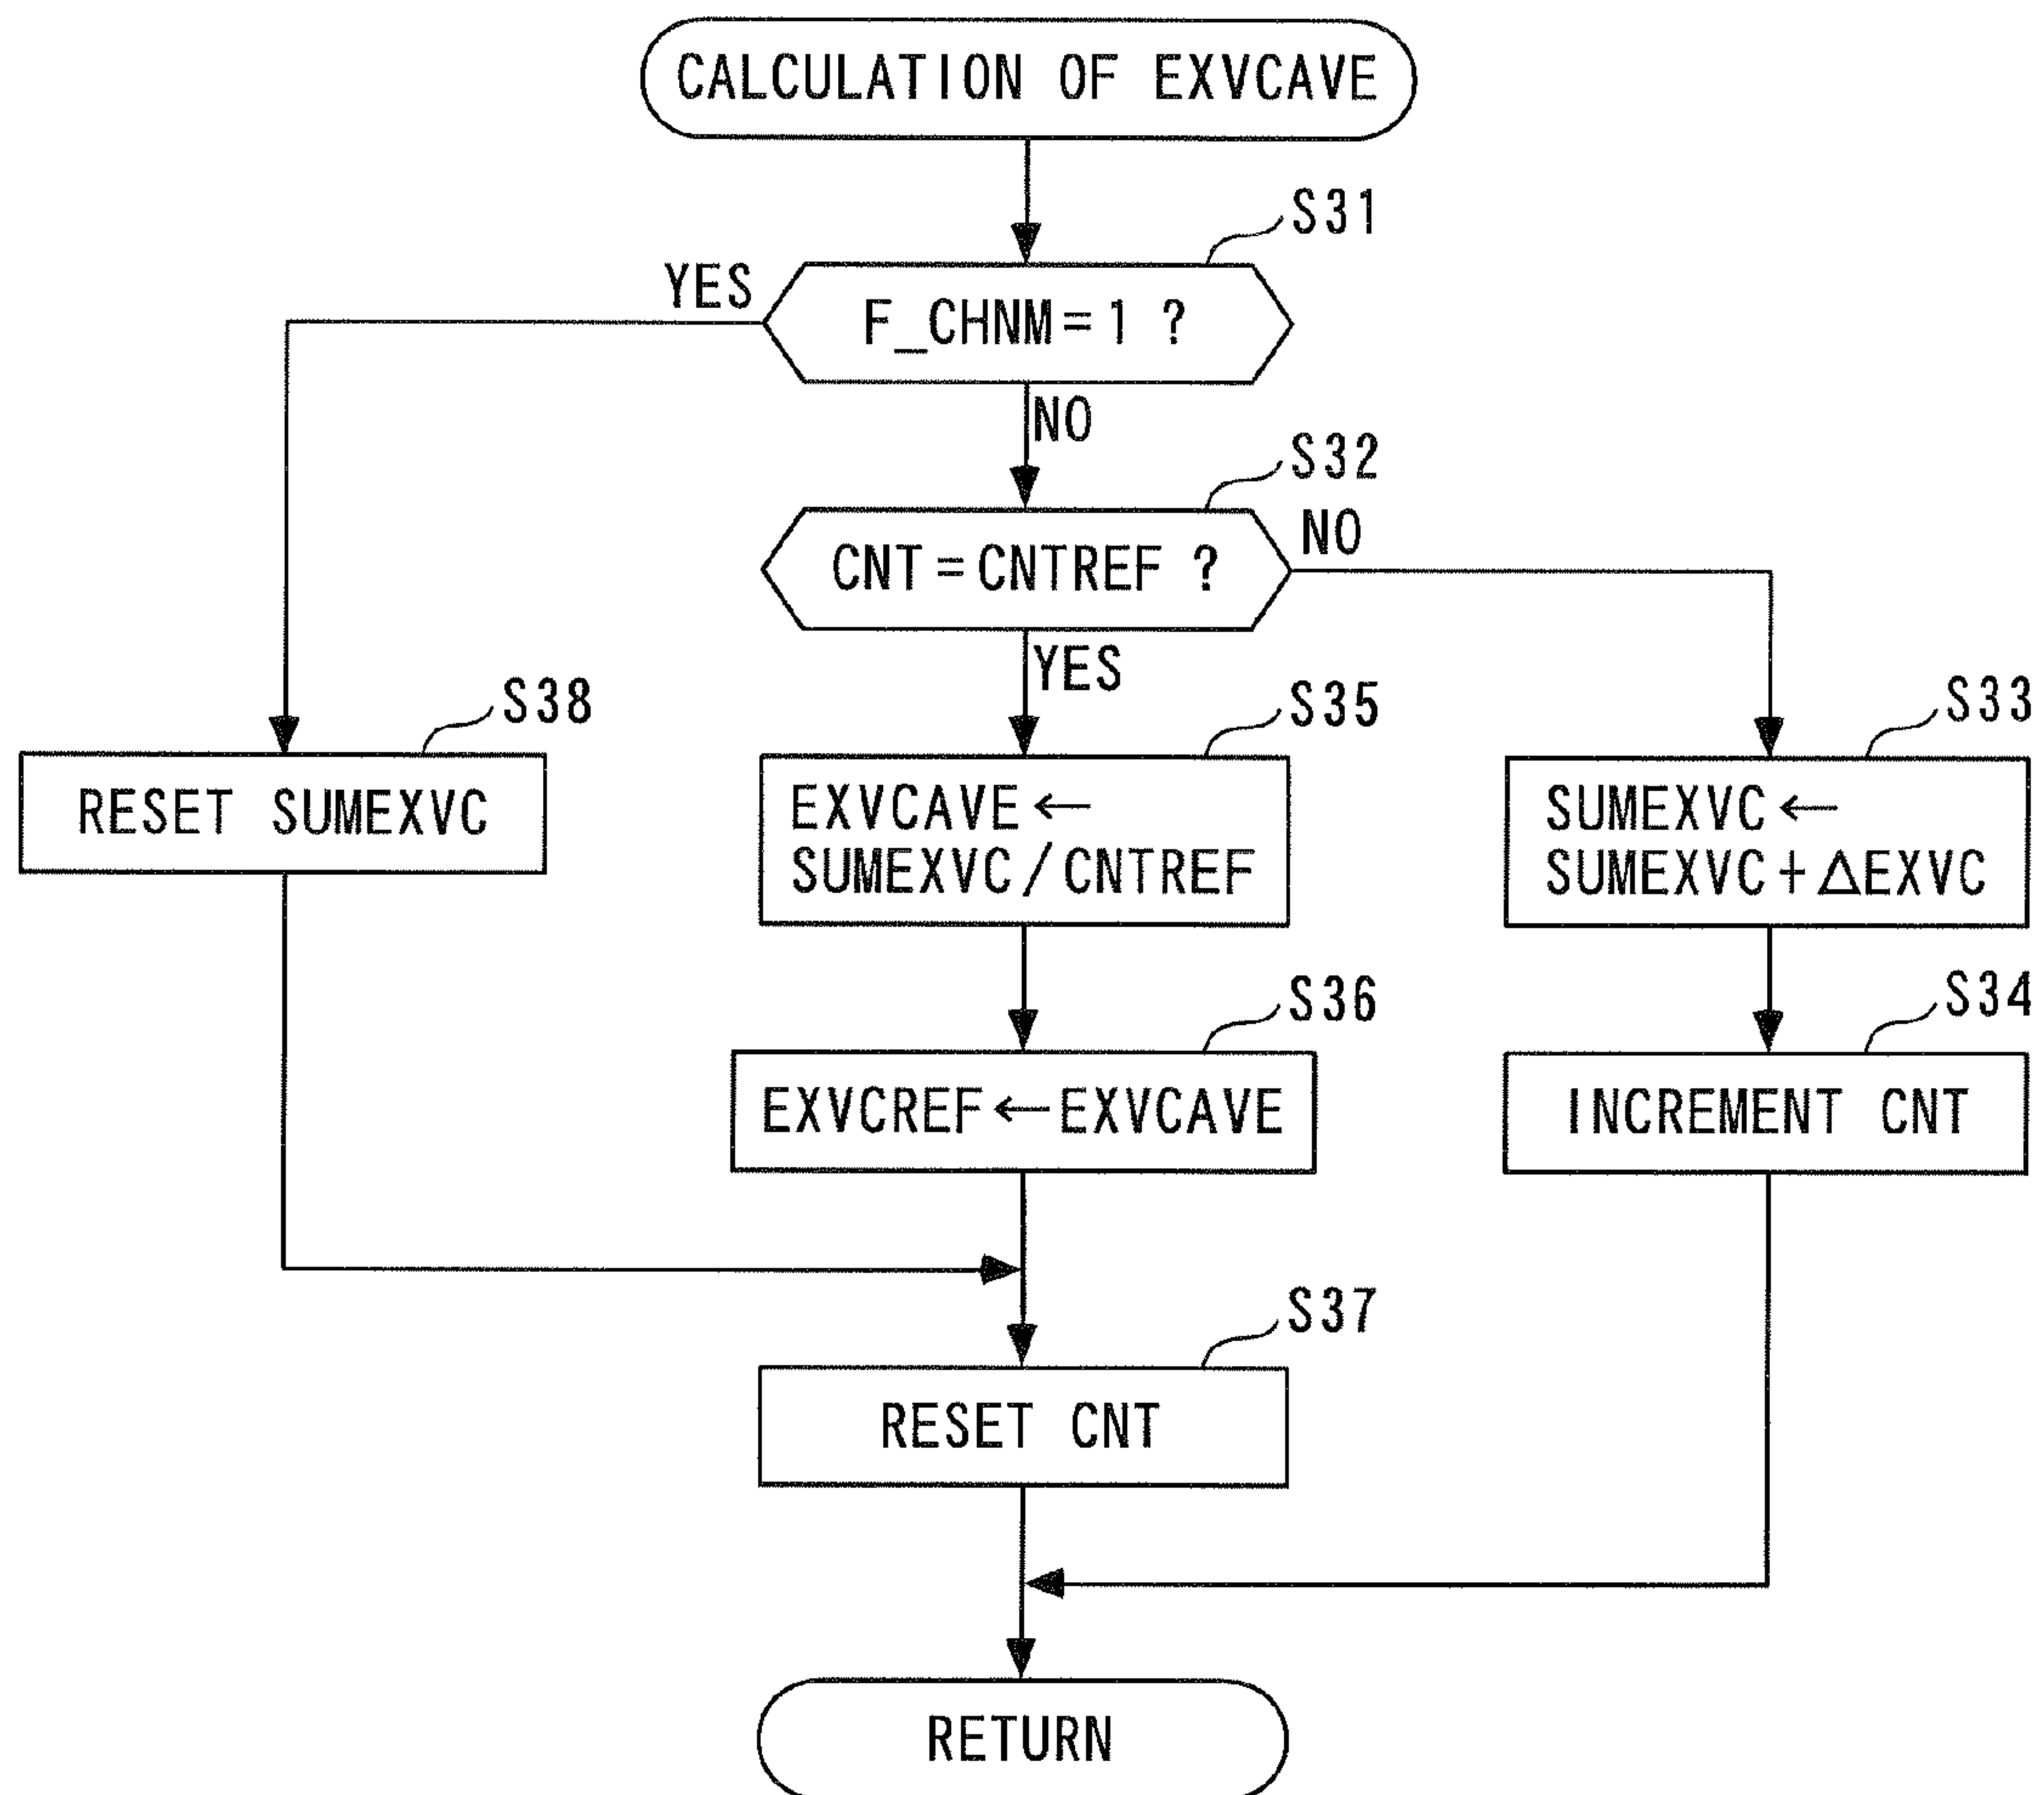 CALCULATION OF EXVCAVE
S31
YES
F_CHNM=1 ?
NO
S32
CNT=CNTREF ?
NO
YES
S38
RESET SUMEXVC
S35
EXVCAVE←
SUMEXVC/CNTREF
S33
SUMEXVC←
SUMEXVC+ΔEXVC
S36
EXVCREF←EXVCAVE
S34
INCREMENT CNT
S37
RESET CNT
RETURN